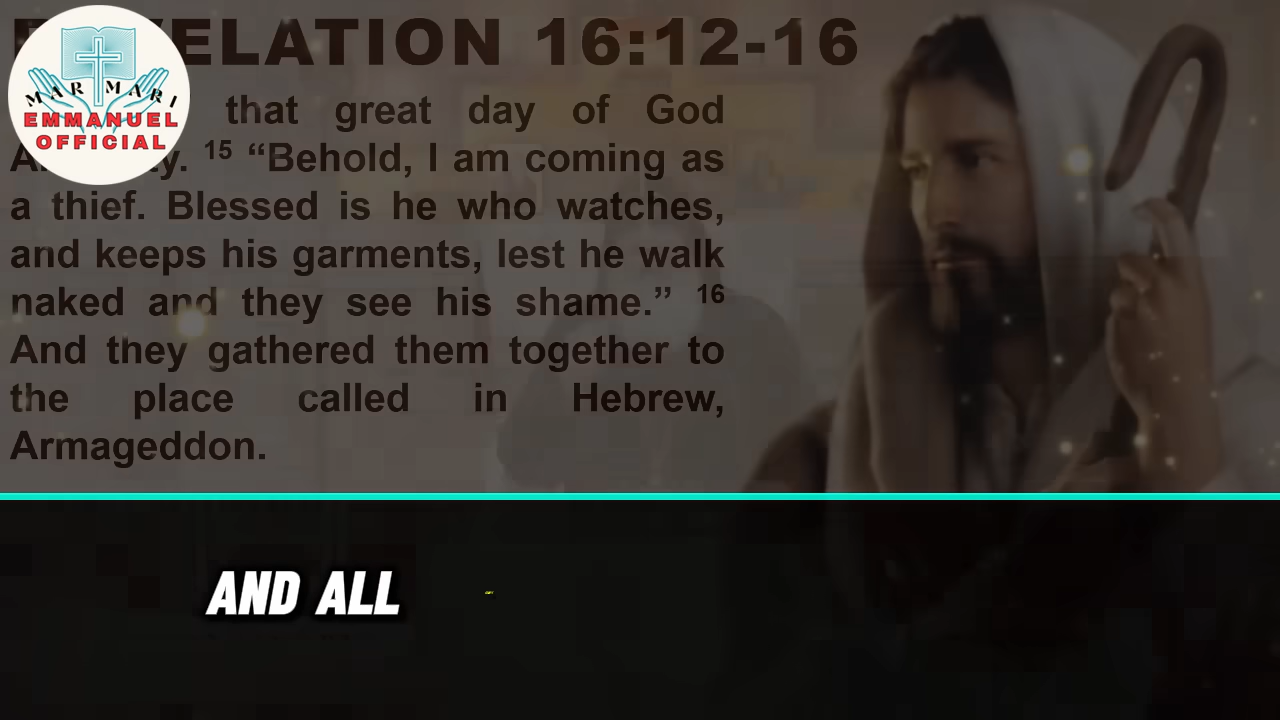 MAR MARI
EMMANUEL
OFFICIAL
ELATION 16:12-16
that great day of God
y. 15 “Behold, I am coming as
a thief. Blessed is he who watches,
and keeps his garments, lest he walk
naked and they see his shame.” 16
And they gathered them together to
the place called in Hebrew,
Armageddon.
AND ALL